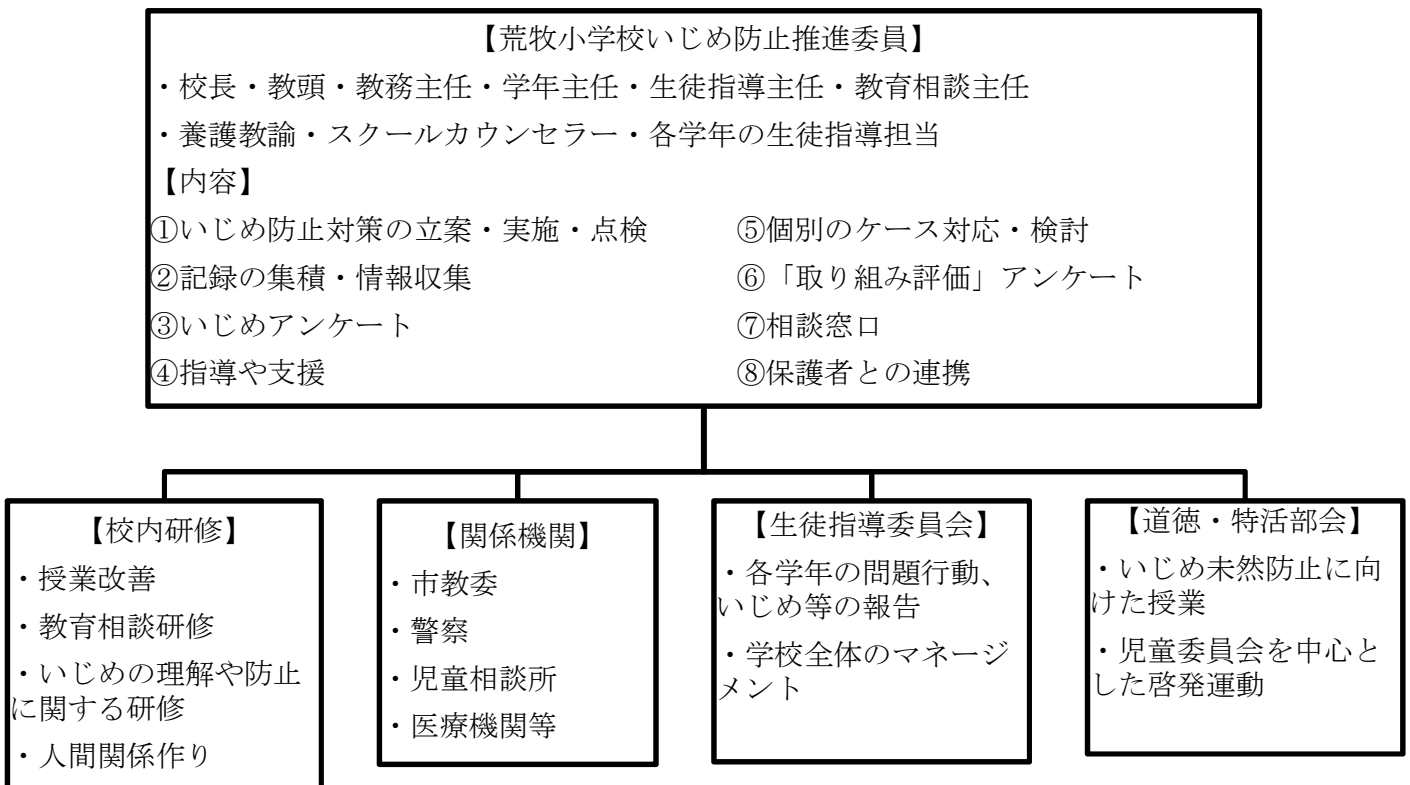 【荒牧小学校いじめ防止推進委員】
・校長・教頭・教務主任・学年主任・生徒指導主任・教育相談主任
・養護教諭・スクールカウンセラー・各学年の生徒指導担当
【内容】
①いじめ防止対策の立案・実施・点検
②記録の集積・情報収集
③いじめアンケート
④指導や支援
⑤個別のケース対応・検討
⑥「取り組み評価」アンケート
⑦相談窓口
⑧保護者との連携
【校内研修】
・授業改善
・教育相談研修
・いじめの理解や防止
に関する研修
・人間関係作り
【関係機関】
・市教委
・警察
・児童相談所
・医療機関等
【生徒指導委員会】
・各学年の問題行動、
いじめ等の報告
・学校全体のマネージ
メント
【道徳・特活部会】
・いじめ未然防止に向
けた授業
・児童委員会を中心と
した啓発運動